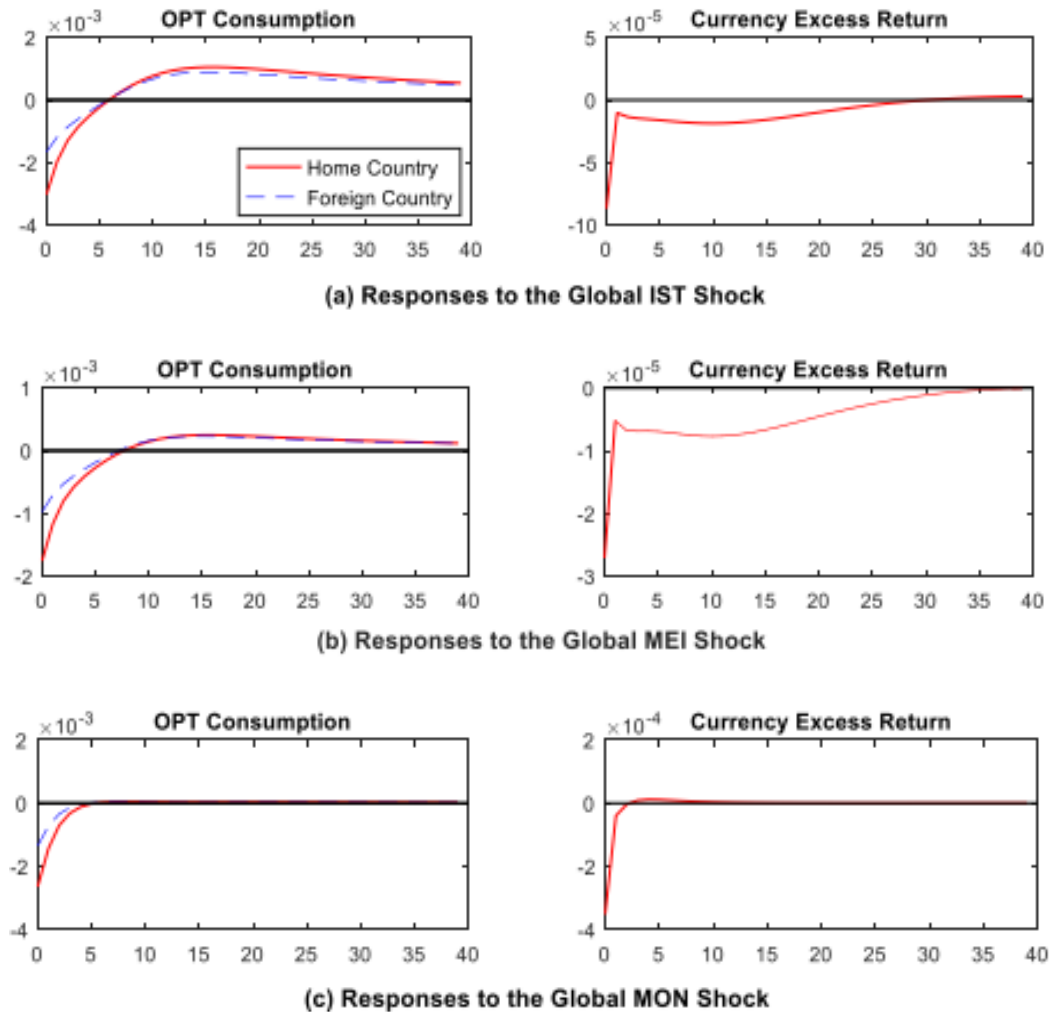 OPT Consumption
Currency Excess Return
×10⁻³
2
0
-2
-4
0 5 10 15 20 25 30 35 40
Home Country
Foreign Country
×10⁻⁵
5
0
-5
-10
0 5 10 15 20 25 30 35 40
(a) Responses to the Global IST Shock
OPT Consumption
Currency Excess Return
×10⁻³
1
0
-1
-2
0 5 10 15 20 25 30 35 40
×10⁻⁵
0
-1
-2
-3
0 5 10 15 20 25 30 35 40
(b) Responses to the Global MEI Shock
OPT Consumption
Currency Excess Return
×10⁻³
2
0
-2
-4
0 5 10 15 20 25 30 35 40
×10⁻⁴
2
0
-2
-4
0 5 10 15 20 25 30 35 40
(c) Responses to the Global MON Shock